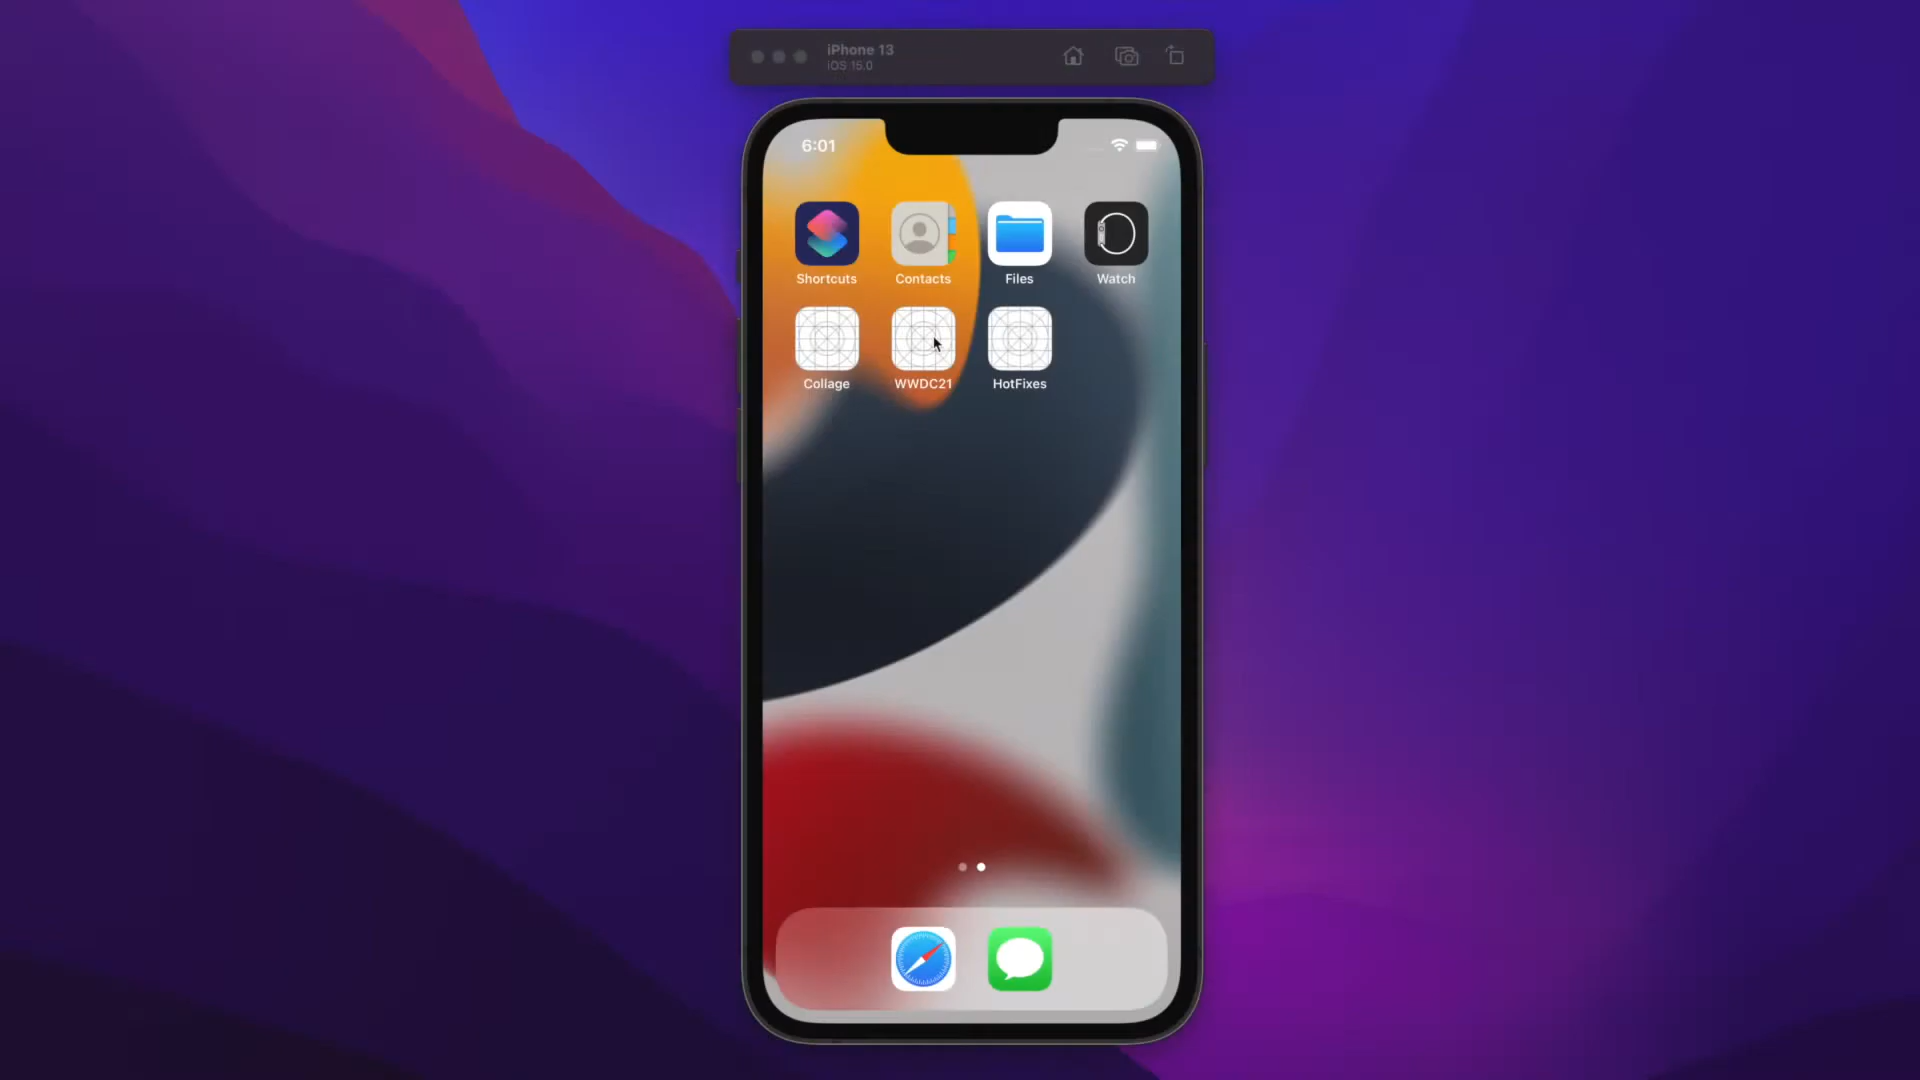 iPhone 13
iOS 15.0
6:01
Shortcuts
Contacts
Files
Watch
Collage
WWDC21
HotFixes